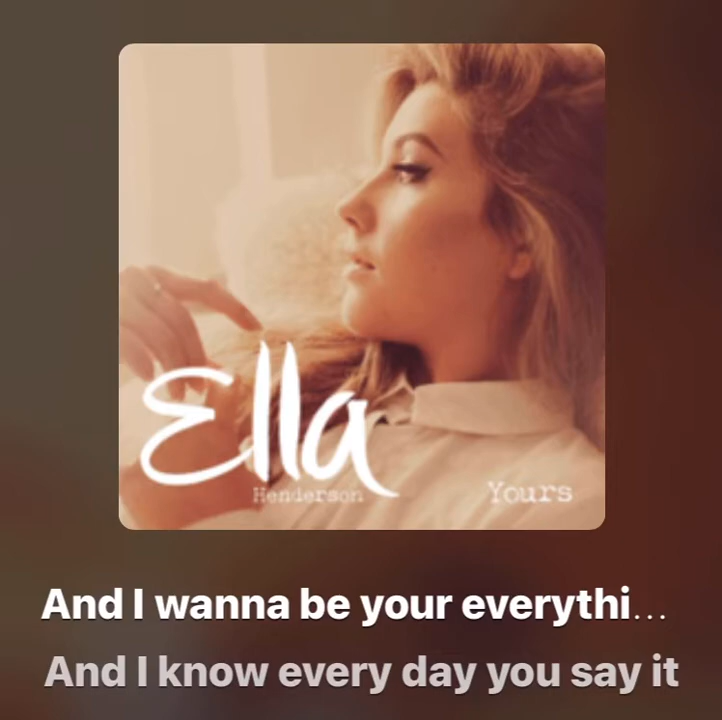 Ella
Henderson
Yours
And I wanna be your everythi...
And I know every day you say it